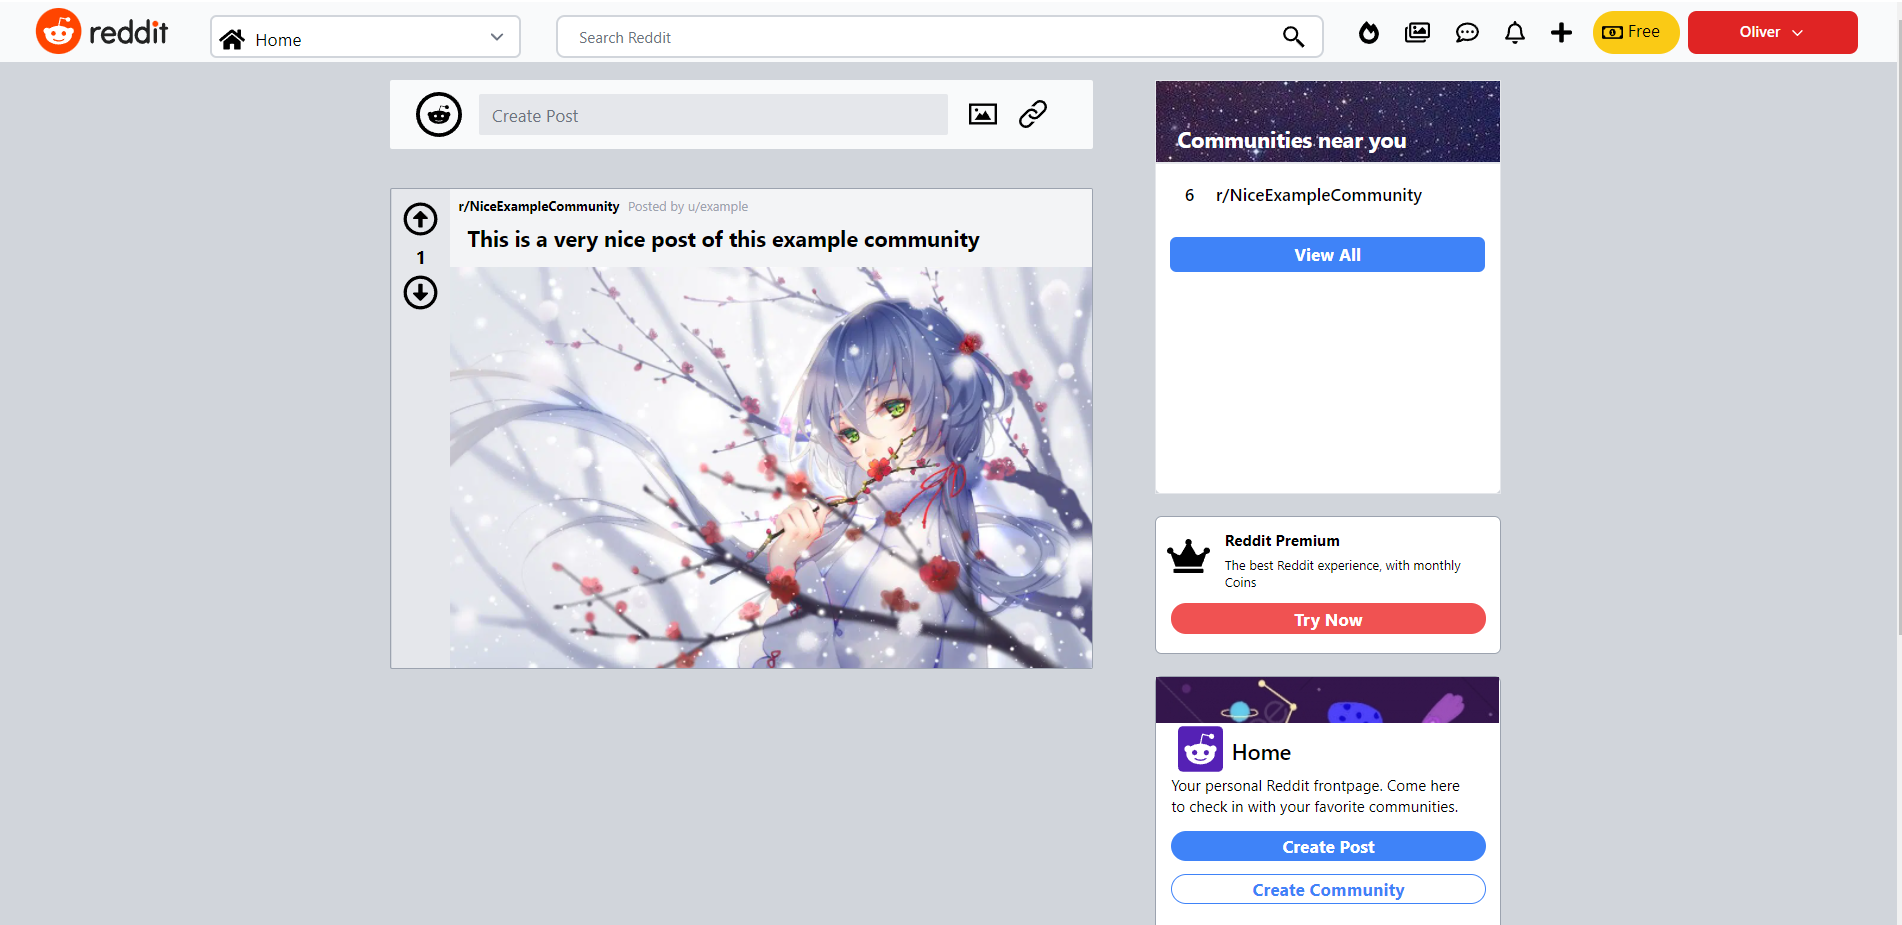 reddit
Home
Search Reddit
Free
Oliver
Create Post
r/NiceExampleCommunity Posted by u/example
This is a very nice post of this example community
1
Communities near you
6 r/NiceExampleCommunity
View All
Reddit Premium
The best Reddit experience, with monthly
Coins
Try Now
Home
Your personal Reddit frontpage. Come here
to check in with your favorite communities.
Create Post
Create Community